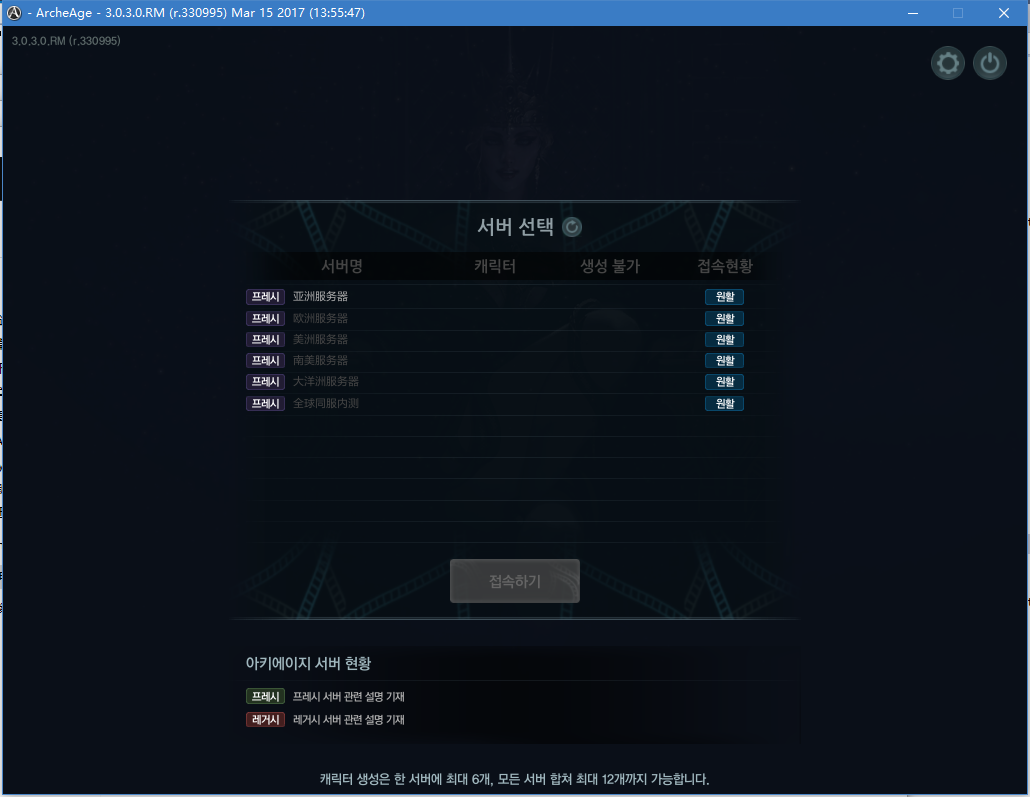 - ArcheAge - 3.0.3.0.RM (r.330995) Mar 15 2017 (13:55:47)
3.0.3.0.RM (r.330995)
서버 선택
서버명 캐릭터 생성 불가 접속현황
프레시 亚洲服务器 원활
프레시 欧洲服务器 원활
프레시 美洲服务器 원활
프레시 南美服务器 원활
프레시 大洋洲服务器 원활
프레시 全球同服内测 원활
접속하기
아키에이지 서버 현황
프레시 프레시 서버 관련 설명 기재
레거시 레거시 서버 관련 설명 기재
캐릭터 생성은 한 서버에 최대 6개, 모든 서버 합쳐 최대 12개까지 가능합니다.